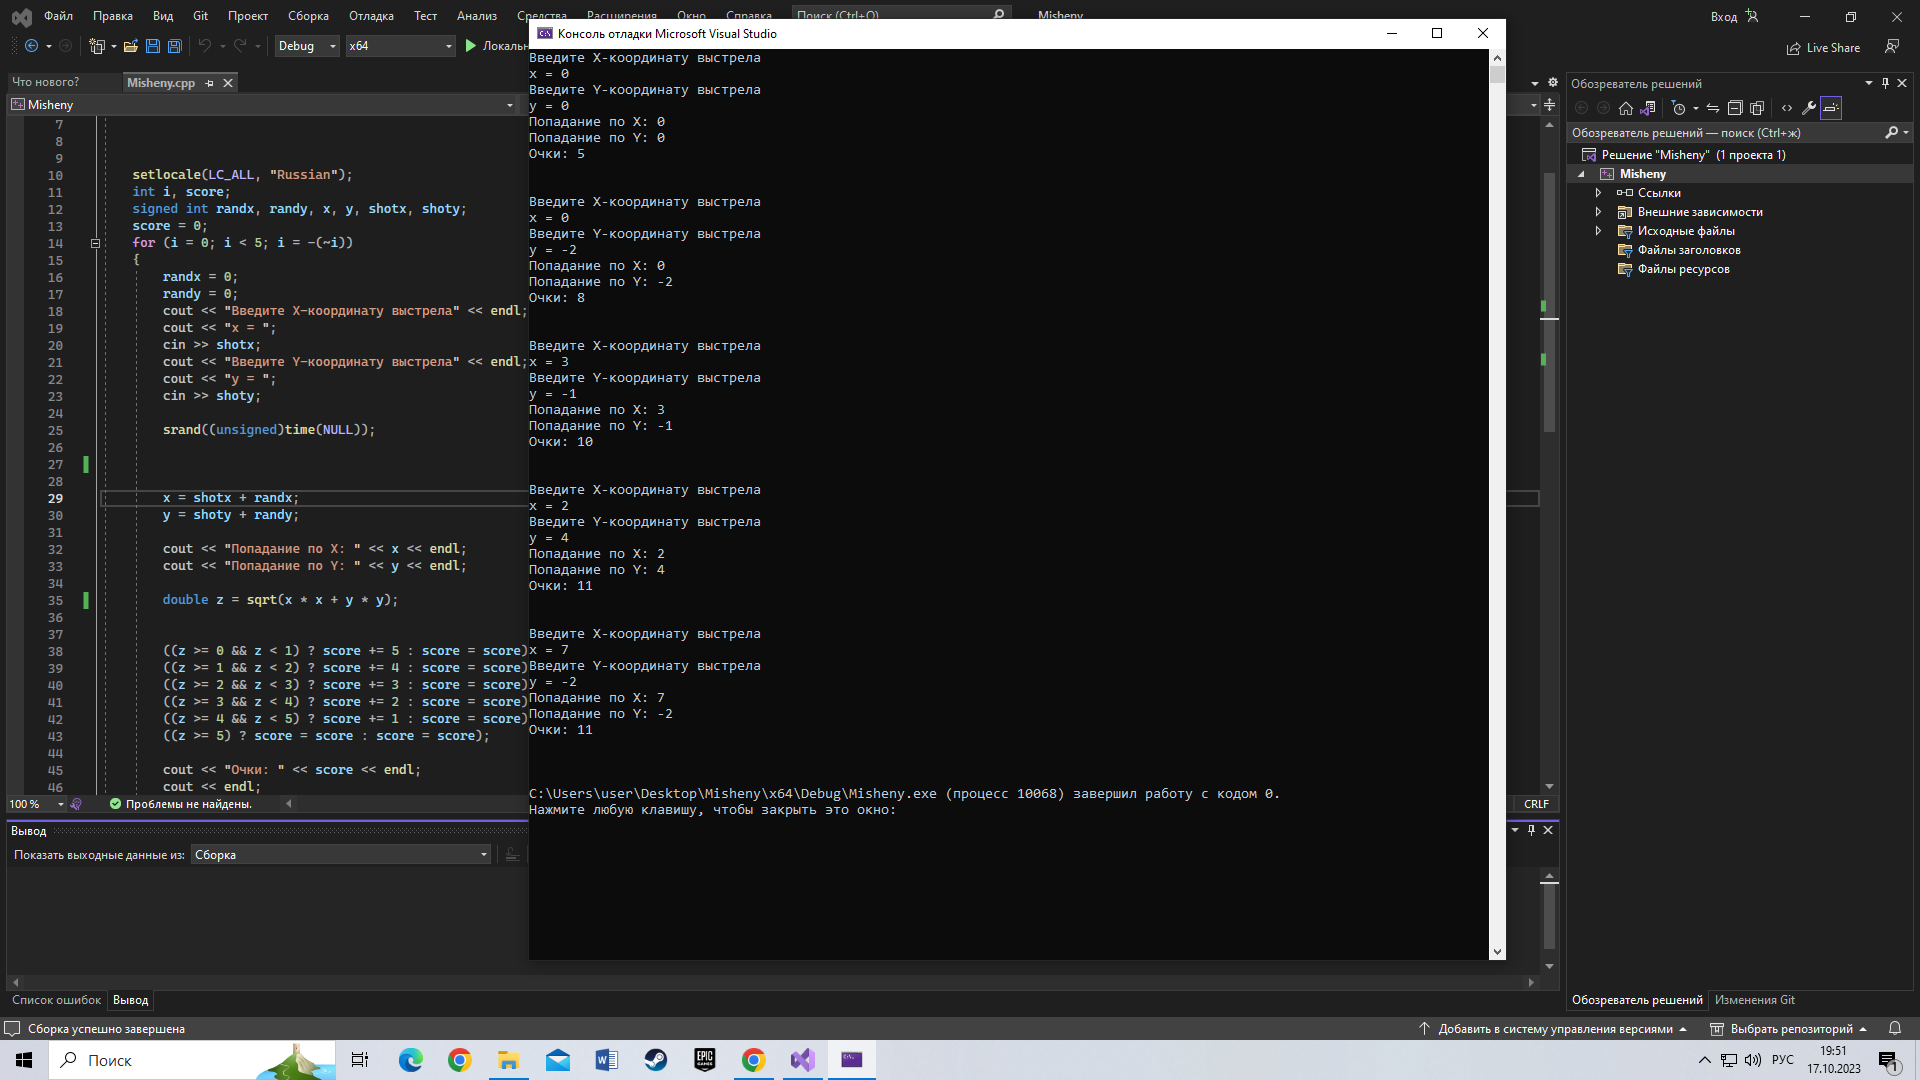 Файл Правка Вид Git Проект Сборка Отладка Тест Анализ Средства Расширения Окно Справка Поиск (Ctrl+Q) Misheny Вход
Debug x64 Локальн Live Share
Консоль отладки Microsoft Visual Studio
Что нового? Misheny.cpp
Misheny
7
8
9
10 setlocale(LC_ALL, "Russian");
11 int i, score;
12 signed int randx, randy, x, y, shotx, shoty;
13 score = 0;
14 for (i = 0; i < 5; i = -(~i))
15 {
16 randx = 0;
17 randy = 0;
18 cout << "Введите X-координату выстрела" << endl;
19 cout << "x = ";
20 cin >> shotx;
21 cout << "Введите Y-координату выстрела" << endl;
22 cout << "y = ";
23 cin >> shoty;
24
25 srand((unsigned)time(NULL));
26
27
28
29 x = shotx + randx;
30 y = shoty + randy;
31
32 cout << "Попадание по X: " << x << endl;
33 cout << "Попадание по Y: " << y << endl;
34
35 double z = sqrt(x * x + y * y);
36
37
38 ((z >= 0 && z < 1) ? score += 5 : score = score)
39 ((z >= 1 && z < 2) ? score += 4 : score = score)
40 ((z >= 2 && z < 3) ? score += 3 : score = score)
41 ((z >= 3 && z < 4) ? score += 2 : score = score)
42 ((z >= 4 && z < 5) ? score += 1 : score = score)
43 ((z >= 5) ? score = score : score = score);
44
45 cout << "Очки: " << score << endl;
46 cout << endl;
100 % Проблемы не найдены. CRLF
Введите X-координату выстрела
x = 0
Введите Y-координату выстрела
y = 0
Попадание по X: 0
Попадание по Y: 0
Очки: 5
Введите X-координату выстрела
x = 0
Введите Y-координату выстрела
y = -2
Попадание по X: 0
Попадание по Y: -2
Очки: 8
Введите X-координату выстрела
x = 3
Введите Y-координату выстрела
y = -1
Попадание по X: 3
Попадание по Y: -1
Очки: 10
Введите X-координату выстрела
x = 2
Введите Y-координату выстрела
y = 4
Попадание по X: 2
Попадание по Y: 4
Очки: 11
Введите X-координату выстрела
x = 7
Введите Y-координату выстрела
y = -2
Попадание по X: 7
Попадание по Y: -2
Очки: 11
C:\Users\user\Desktop\Misheny\x64\Debug\Misheny.exe (процесс 10068) завершил работу с кодом 0.
Нажмите любую клавишу, чтобы закрыть это окно:
Обозреватель решений
Обозреватель решений — поиск (Ctrl+ж)
Решение "Misheny" (1 проекта 1)
Misheny
Ссылки
Внешние зависимости
Исходные файлы
Файлы заголовков
Файлы ресурсов
Вывод
Показать выходные данные из: Сборка
Список ошибок Вывод
Обозреватель решений Изменения Git
Сборка успешно завершена Добавить в систему управления версиями Выбрать репозиторий
Поиск EPIC GAMES РУС 19:51
17.10.2023 1